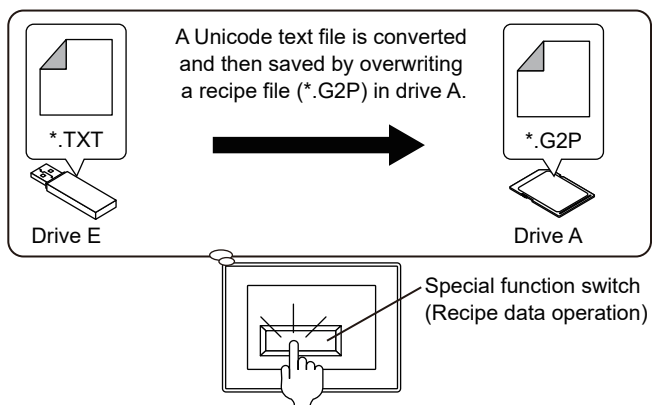 A Unicode text file is converted
and then saved by overwriting
a recipe file (*.G2P) in drive A.
*.TXT
*.G2P
Drive E
Drive A
Special function switch
(Recipe data operation)